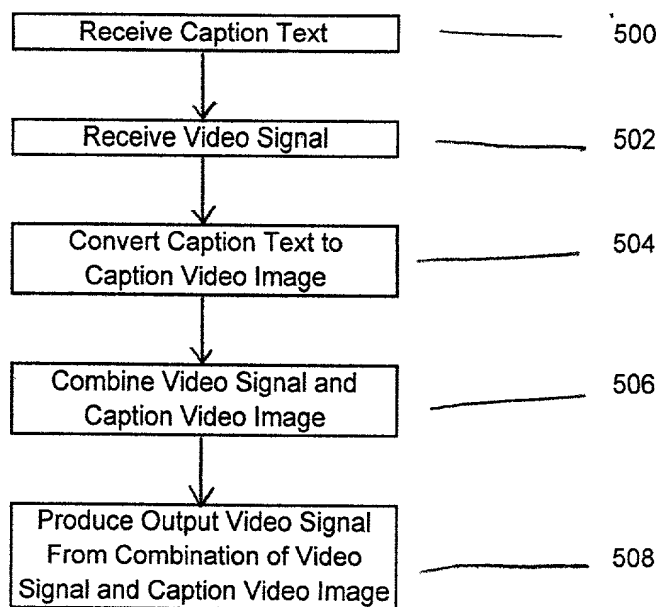 Receive Caption Text 500
Receive Video Signal 502
Convert Caption Text to 504
Caption Video Image
Combine Video Signal and 506
Caption Video Image
Produce Output Video Signal
From Combination of Video 508
Signal and Caption Video Image